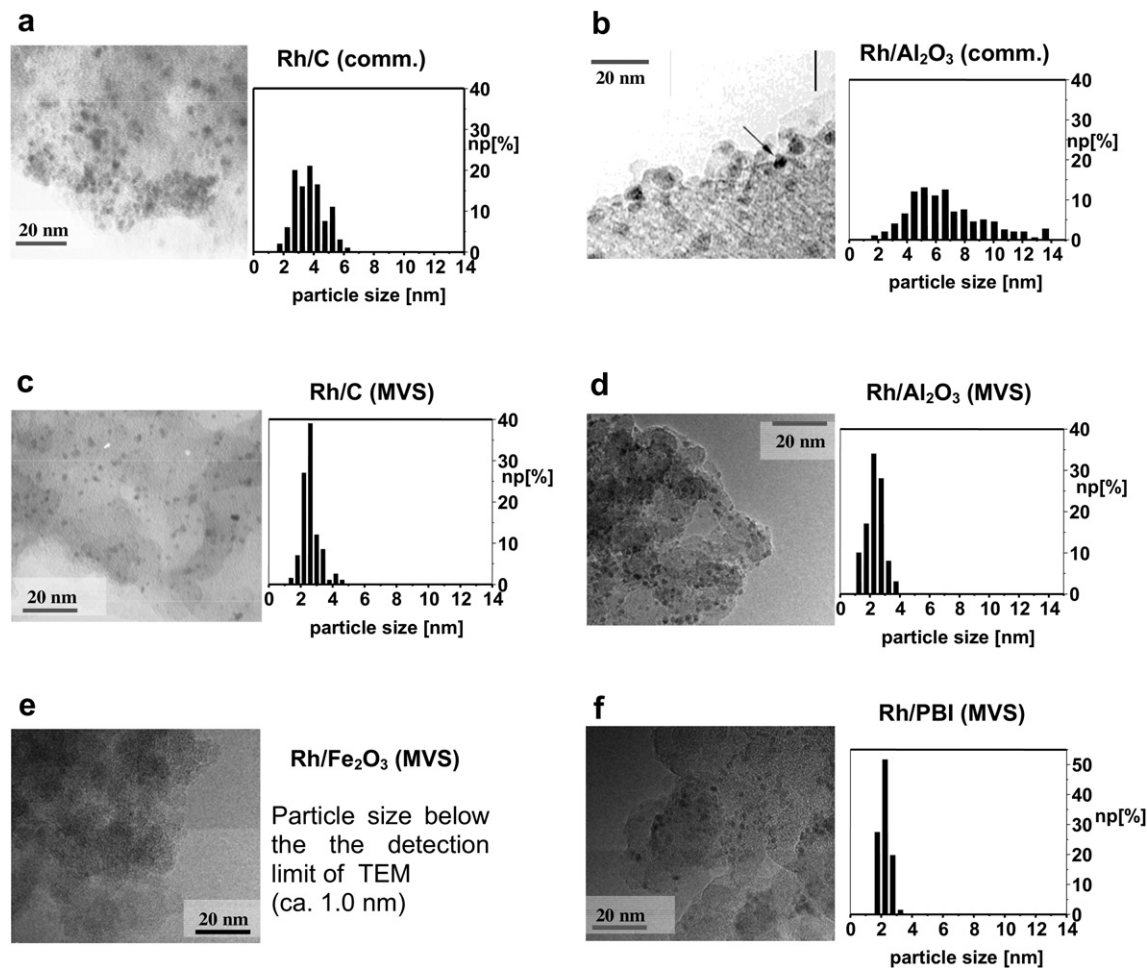 a
Rh/C (comm.)
20 nm
40
30
np[%]
20
10
0
0 2 4 6 8 10 12 14
particle size [nm]
b
Rh/Al₂O₃ (comm.)
20 nm
40
30
np[%]
20
10
0
0 2 4 6 8 10 12 14
particle size [nm]
c
Rh/C (MVS)
20 nm
40
30
np[%]
20
10
0
0 2 4 6 8 10 12 14
particle size [nm]
d
Rh/Al₂O₃ (MVS)
20 nm
40
30
np[%]
20
10
0
0 2 4 6 8 10 12 14
particle size [nm]
e
Rh/Fe₂O₃ (MVS)
Particle size below
the the detection
limit of TEM
(ca. 1.0 nm)
20 nm
f
Rh/PBI (MVS)
20 nm
50
40
np[%]
30
20
10
0
0 2 4 6 8 10 12 14
particle size [nm]